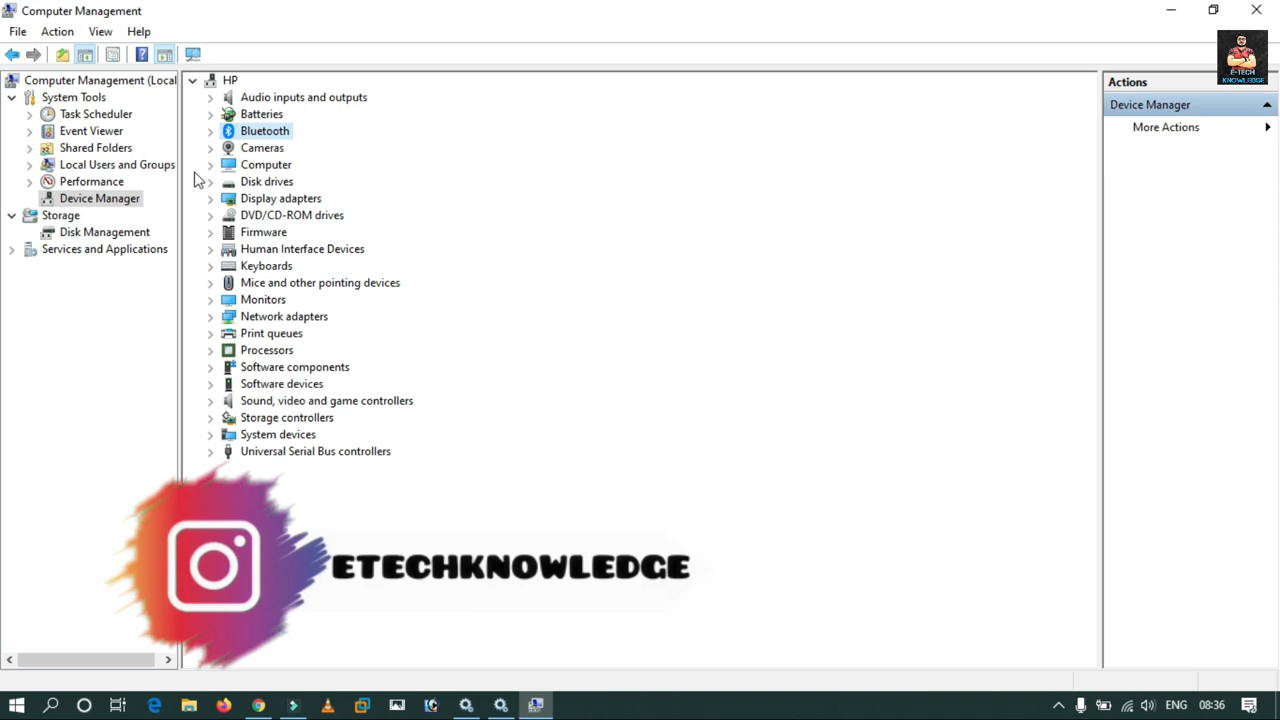 Computer Management
File Action View Help
Computer Management (Local
System Tools
Task Scheduler
Event Viewer
Shared Folders
Local Users and Groups
Performance
Device Manager
Storage
Disk Management
Services and Applications
HP
Audio inputs and outputs
Batteries
Bluetooth
Cameras
Computer
Disk drives
Display adapters
DVD/CD-ROM drives
Firmware
Human Interface Devices
Keyboards
Mice and other pointing devices
Monitors
Network adapters
Print queues
Processors
Software components
Software devices
Sound, video and game controllers
Storage controllers
System devices
Universal Serial Bus controllers
Actions
Device Manager
More Actions
E-TECH
KNOWLEDGE
ETECHKNOWLEDGE
ENG 08:36